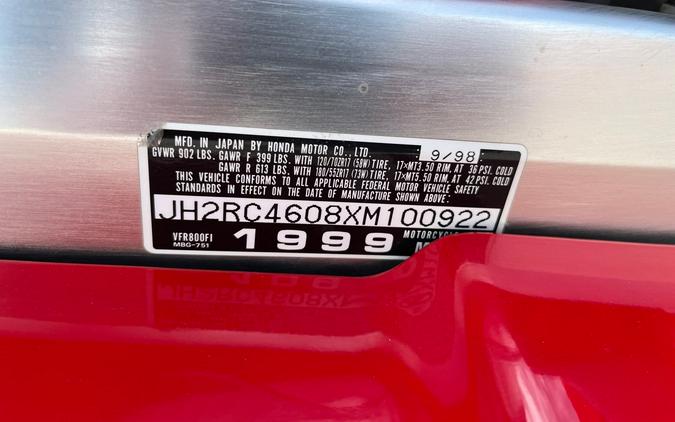 MFD. IN JAPAN BY HONDA MOTOR CO., LTD. 9/98
GVWR 902 LBS. GAWR F 399 LBS. WITH 120/70ZR17 (58W) TIRE, 17×MT3.50 RIM, AT 36 PSI. COLD
GAWR R 613 LBS. WITH 180/55ZR17 (73W) TIRE, 17×MT5.50 RIM, AT 42 PSI. COLD
THIS VEHICLE CONFORMS TO ALL APPLICABLE FEDERAL MOTOR VEHICLE SAFETY
STANDARDS IN EFFECT ON THE DATE OF MANUFACTURE SHOWN ABOVE:
JH2RC4608XM100922
VFR800FI 1999 MOTORCYCLE
MBG-751